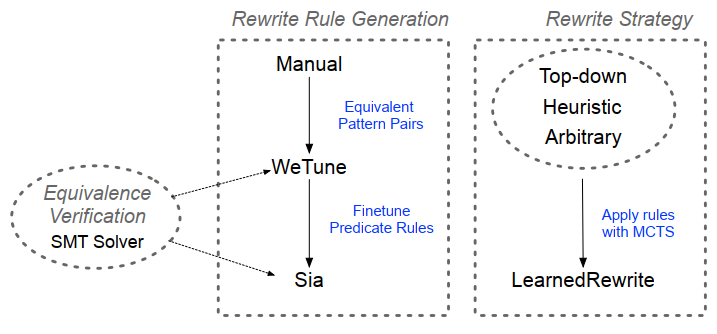 Rewrite Rule Generation
Manual
Equivalent
Pattern Pairs
WeTune
Finetune
Predicate Rules
Sia
Equivalence
Verification
SMT Solver
Rewrite Strategy
Top-down
Heuristic
Arbitrary
Apply rules
with MCTS
LearnedRewrite